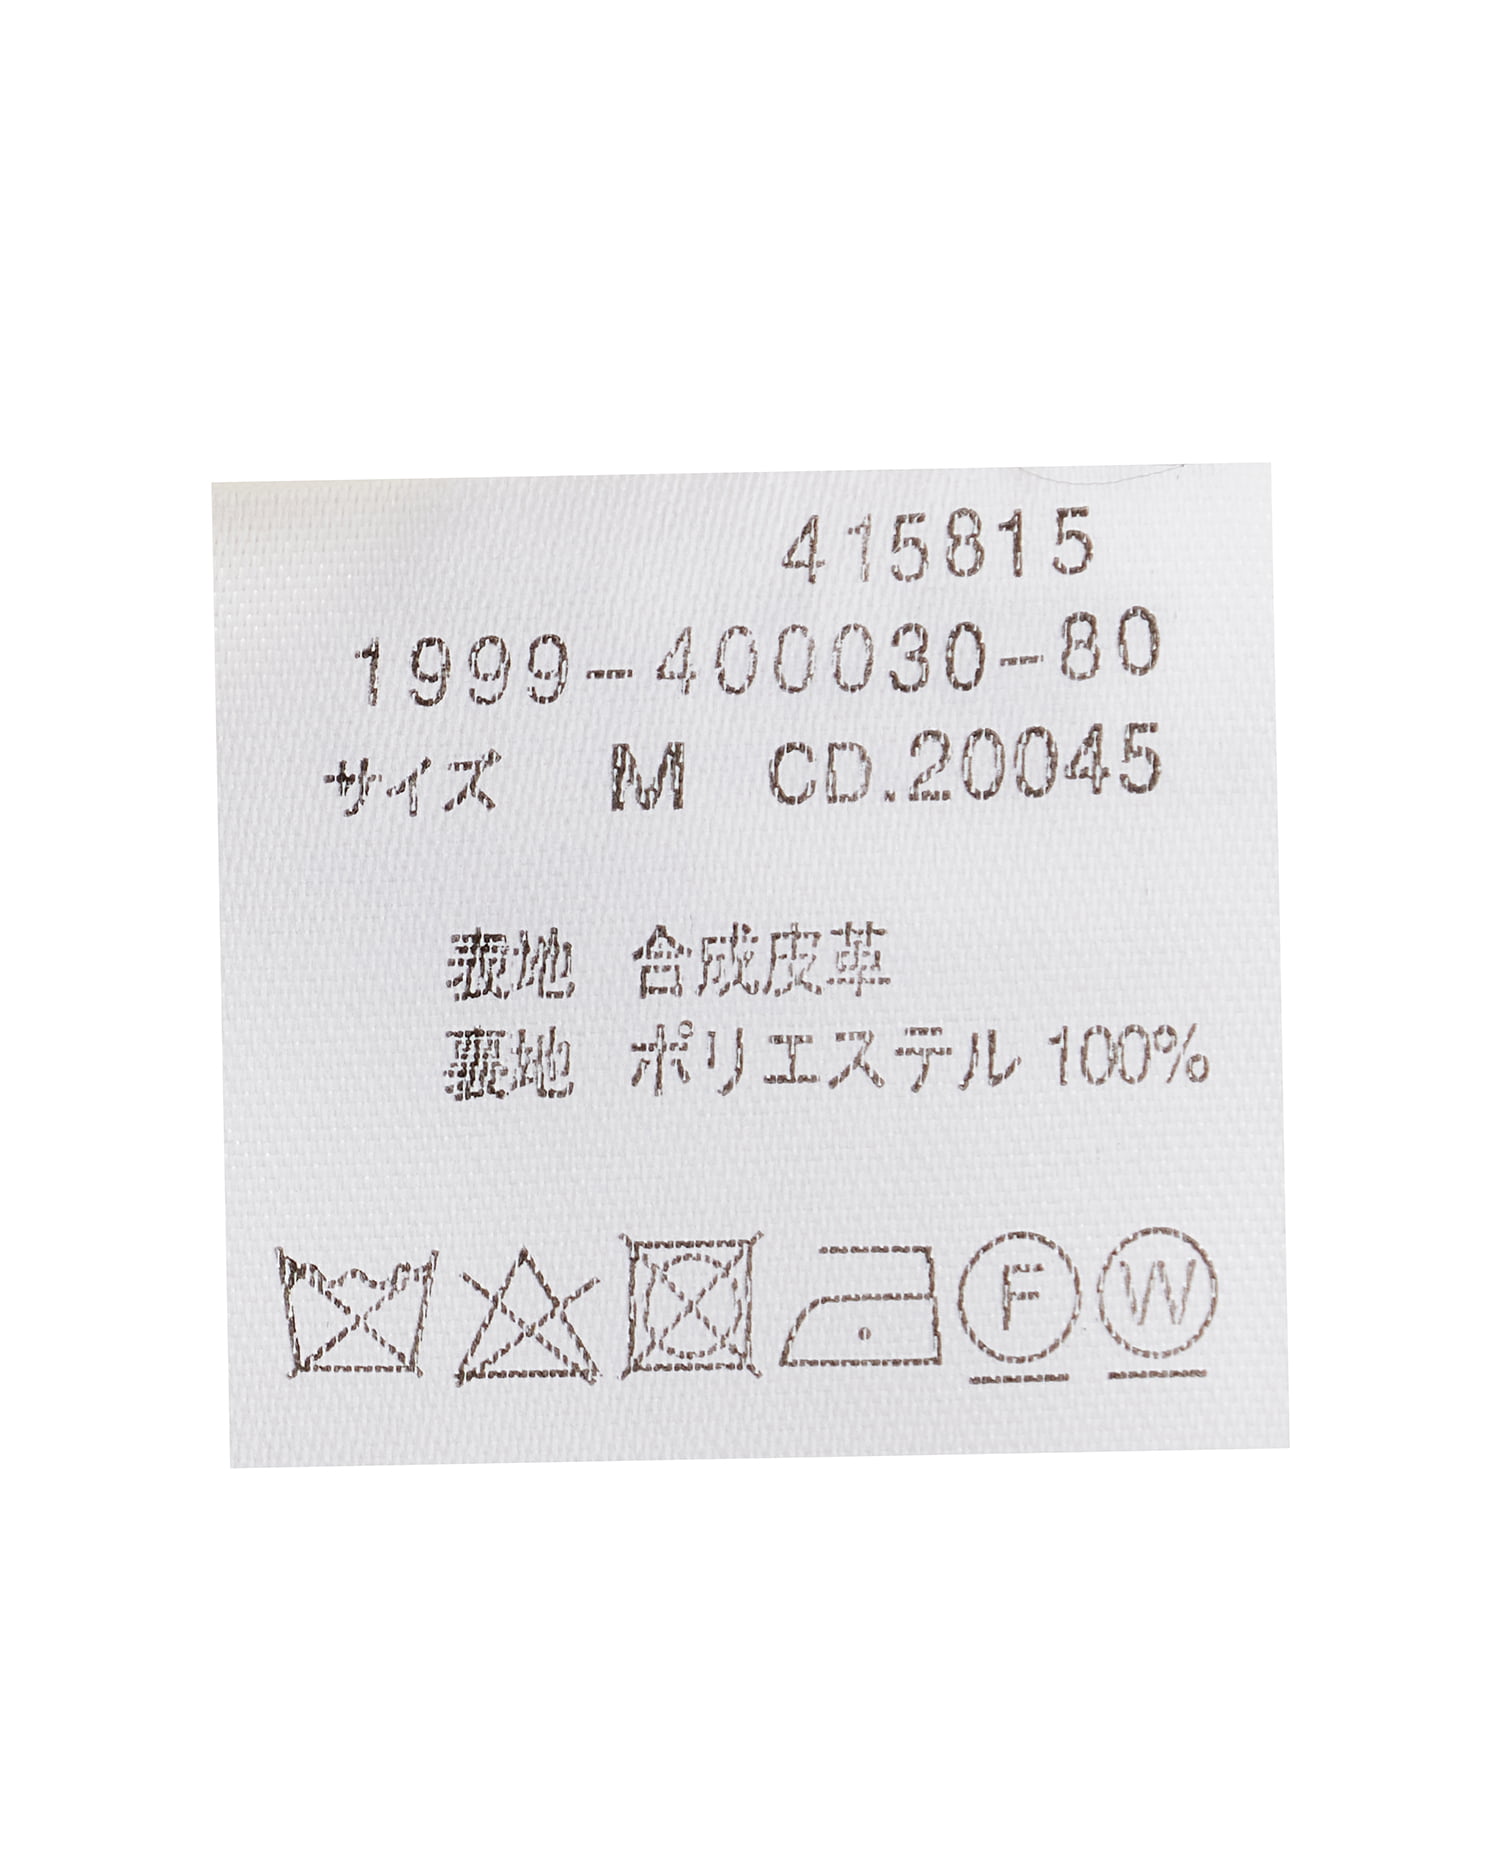 415815
1999-400030-80
サイズ M CD.20045
表地 合成皮革
裏地 ポリエステル 100%
F W